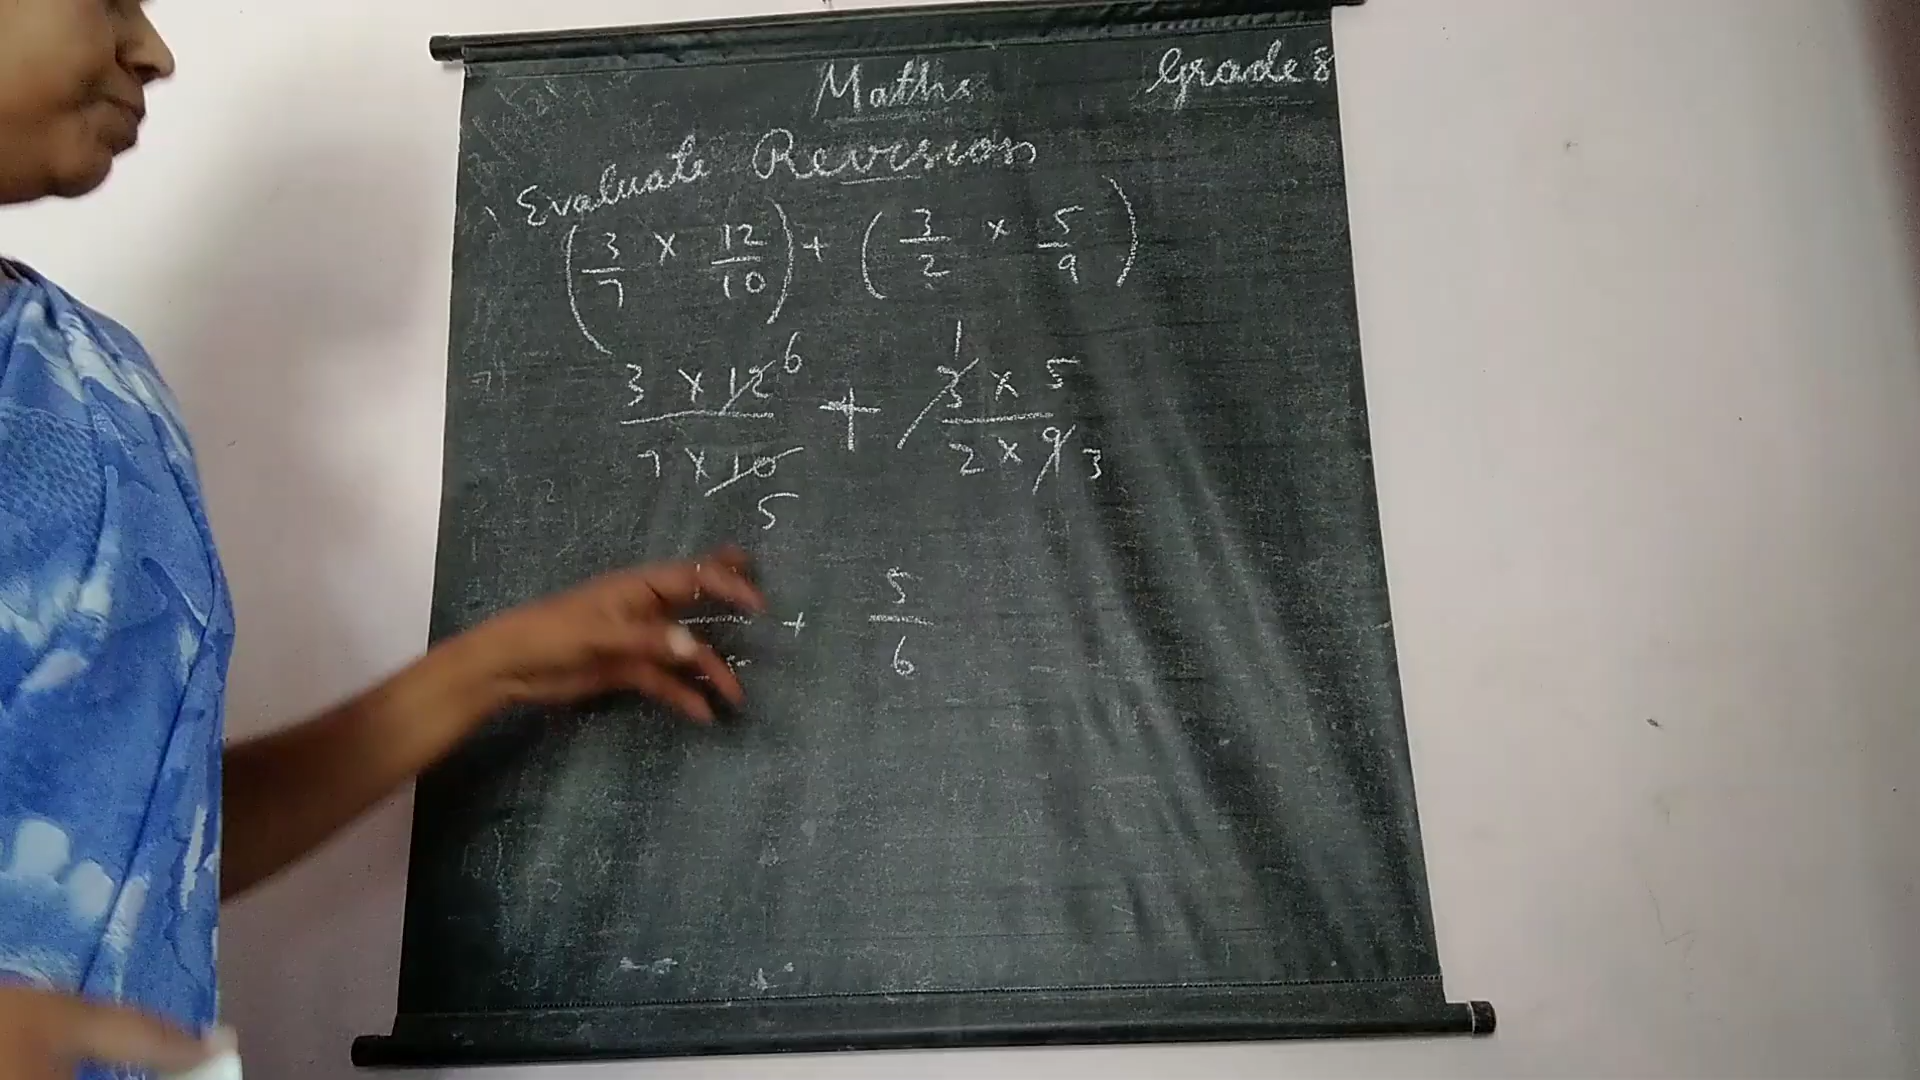 Maths Grade 8
Revision
1) Evaluate
(3/7 × 12/10) + (3/2 × 5/9)
3 × 12 6 / 7 × 10 5 + 1 3 × 5 / 2 × 9 3
+ 5/6